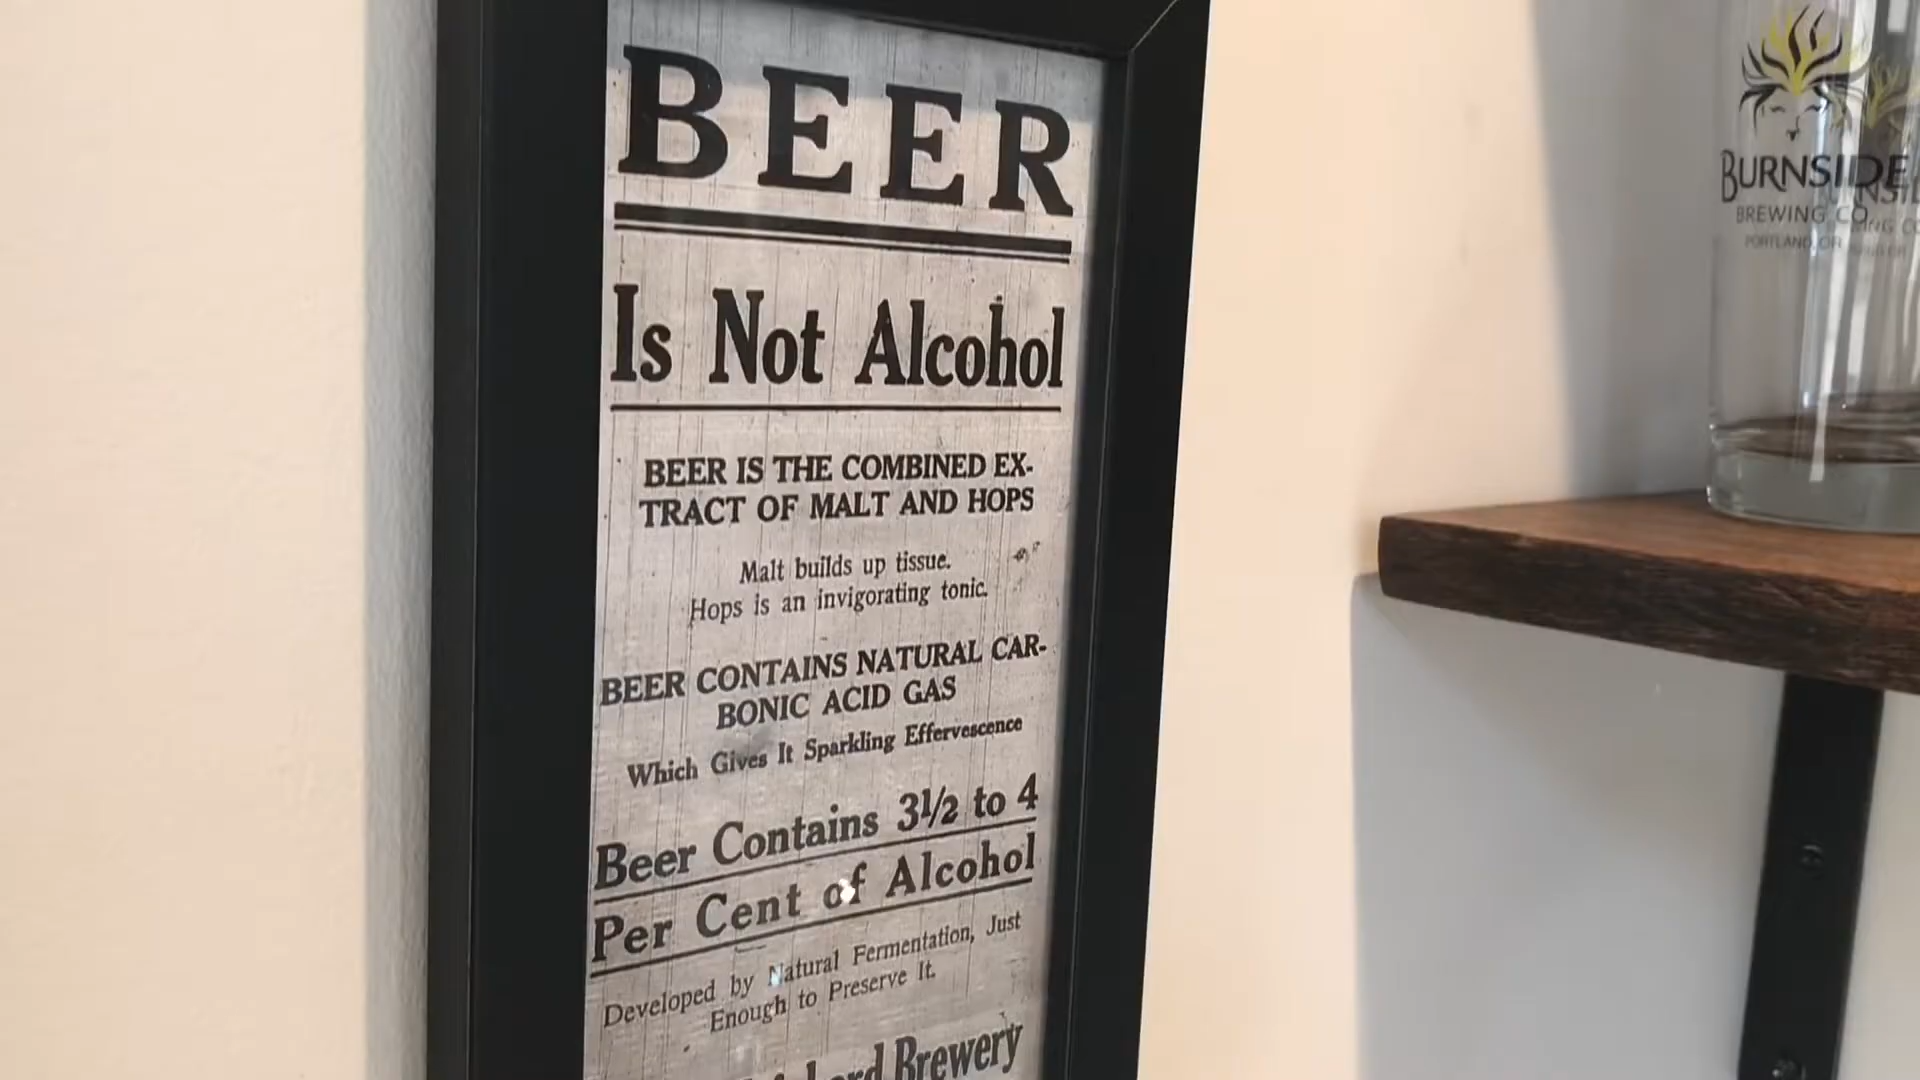 BEER
Is Not Alcohol
BEER IS THE COMBINED EX-
TRACT OF MALT AND HOPS
Malt builds up tissue.
Hops is an invigorating tonic.
BEER CONTAINS NATURAL CAR-
BONIC ACID GAS
Which Gives It Sparkling Effervescence
Beer Contains 3½ to 4
Per Cent of Alcohol
Developed by Natural Fermentation, Just
Enough to Preserve It.
Brewery
BURNSIDE
BREWING CO.
PORTLAND, OR